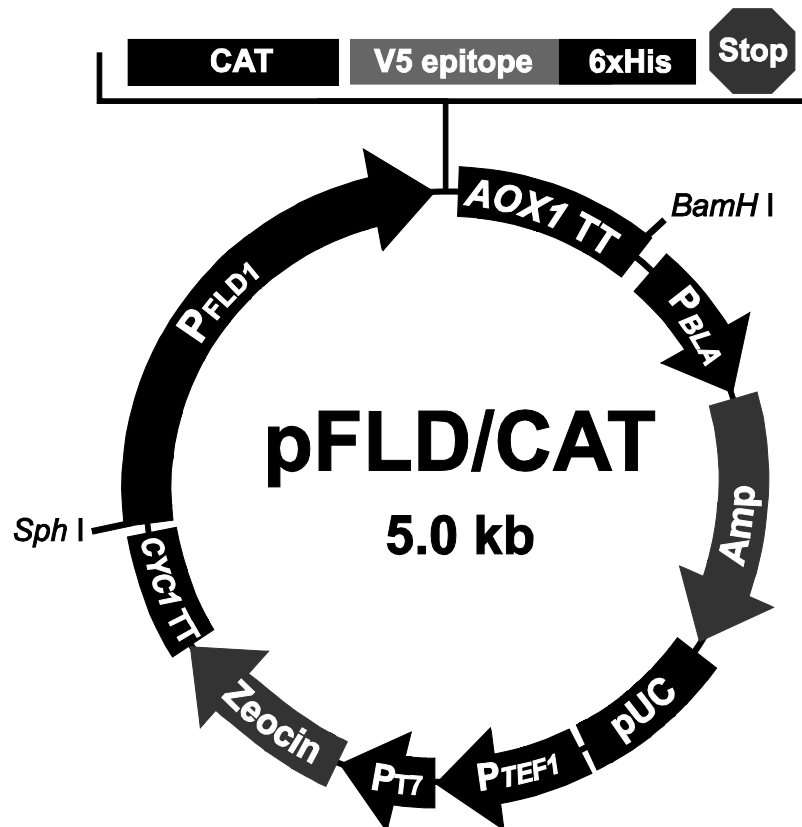 CAT V5 epitope 6xHis Stop
AOX1 TT
BamH I
PFLD1
PBLA
pFLD/CAT
5.0 kb
Sph I
Amp
CYC1 TT
Zeocin
PT7
PTEF1
pUC